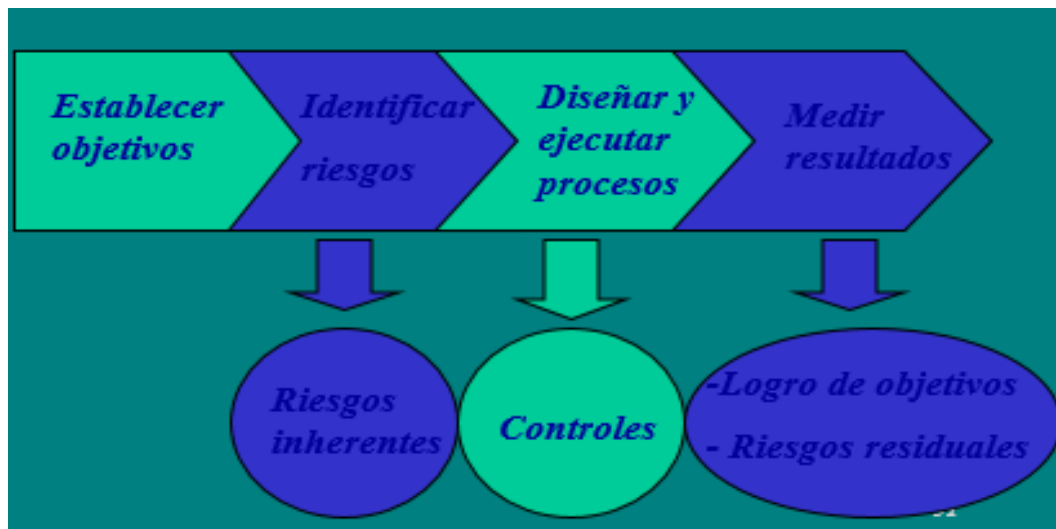 Establecer
objetivos
Identificar
riesgos
Diseñar y
ejecutar
procesos
Medir
resultados
Riesgos
inherentes
Controles
-Logro de objetivos
- Riesgos residuales